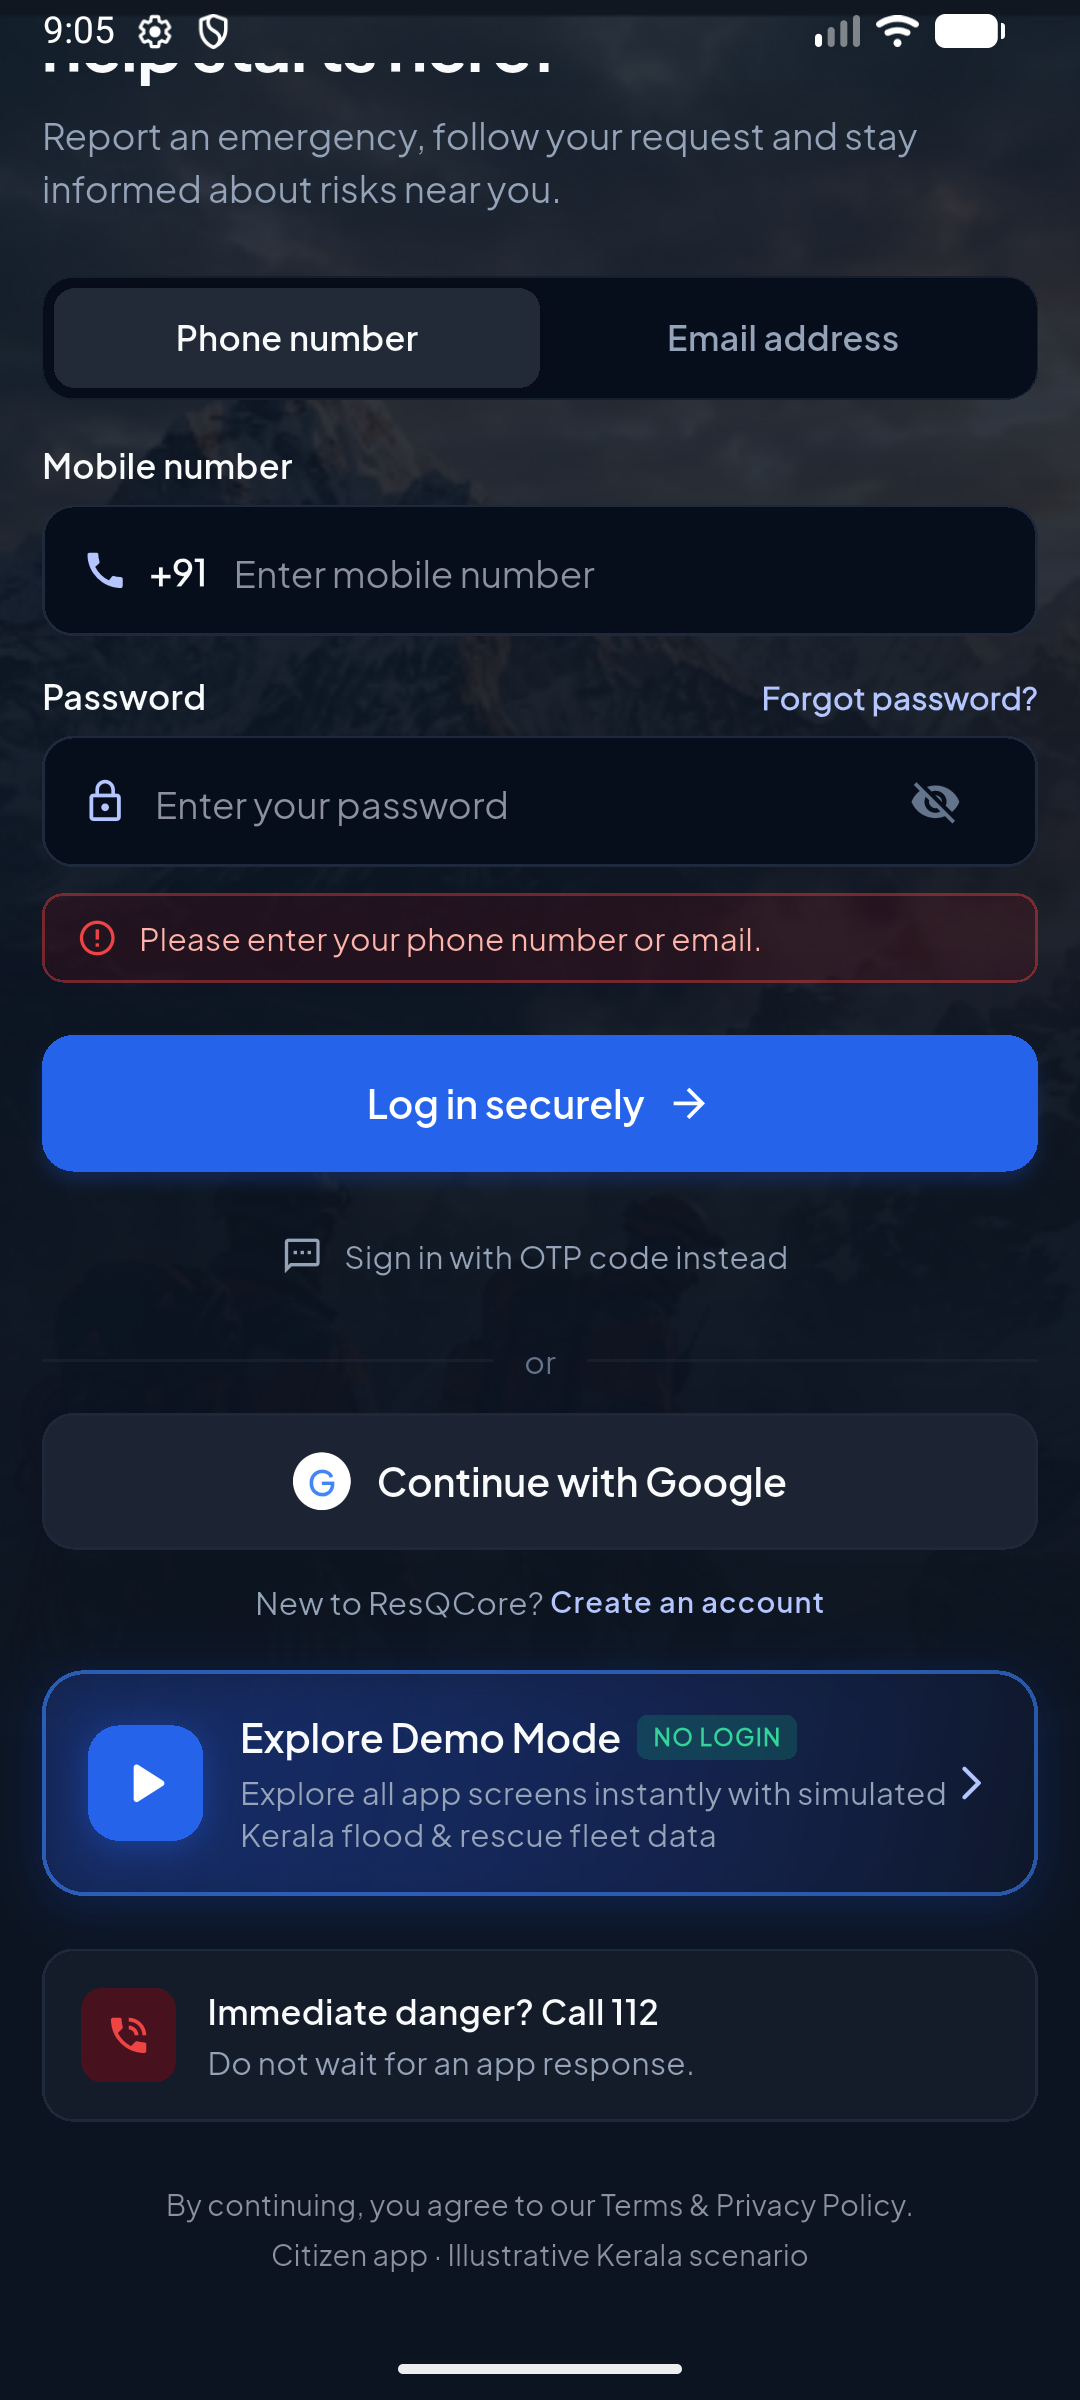 9:05
help starts here.
Report an emergency, follow your request and stay
informed about risks near you.
Phone number
Email address
Mobile number
+91
Enter mobile number
Password
Forgot password?
Enter your password
Please enter your phone number or email.
Log in securely
Sign in with OTP code instead
or
G
Continue with Google
New to ResQCore? Create an account
Explore Demo Mode
NO LOGIN
Explore all app screens instantly with simulated
Kerala flood & rescue fleet data
Immediate danger? Call 112
Do not wait for an app response.
By continuing, you agree to our Terms & Privacy Policy.
Citizen app · Illustrative Kerala scenario